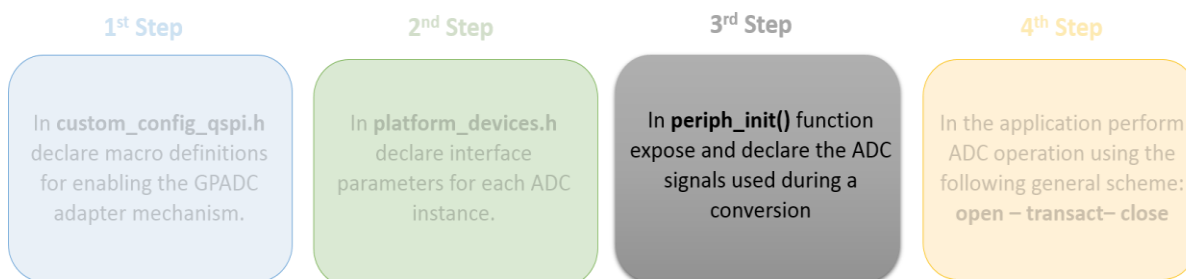 1st Step
In custom_config_qspi.h
declare macro definitions
for enabling the GPADC
adapter mechanism.
2nd Step
In platform_devices.h
declare interface
parameters for each ADC
instance.
3rd Step
In periph_init() function
expose and declare the ADC
signals used during a
conversion
4th Step
In the application perform
ADC operation using the
following general scheme:
open – transact– close